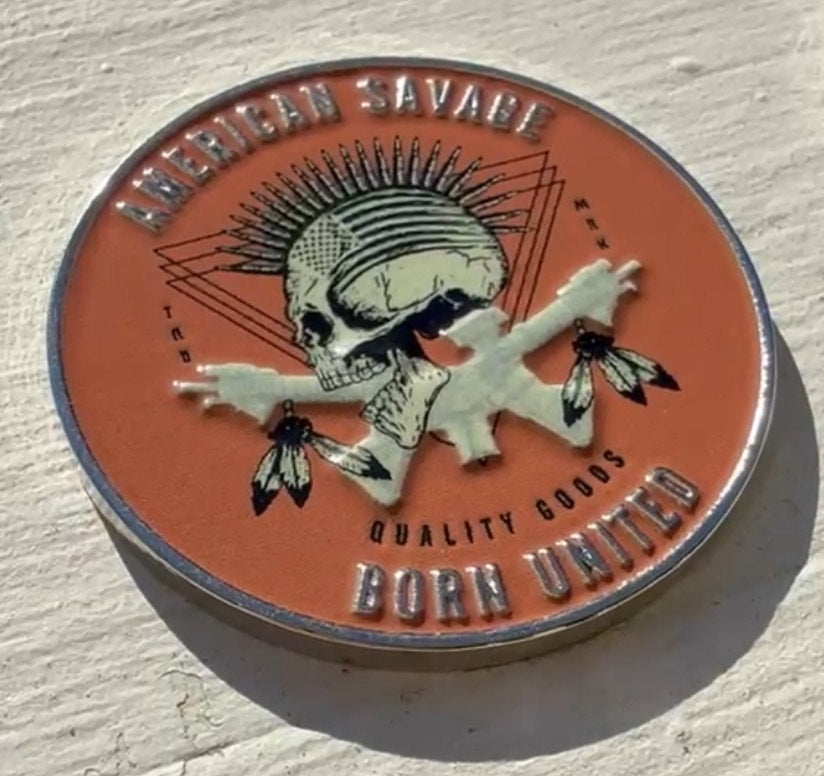 AMERICAN SAVAGE
QUALITY GOODS
BORN UNITED